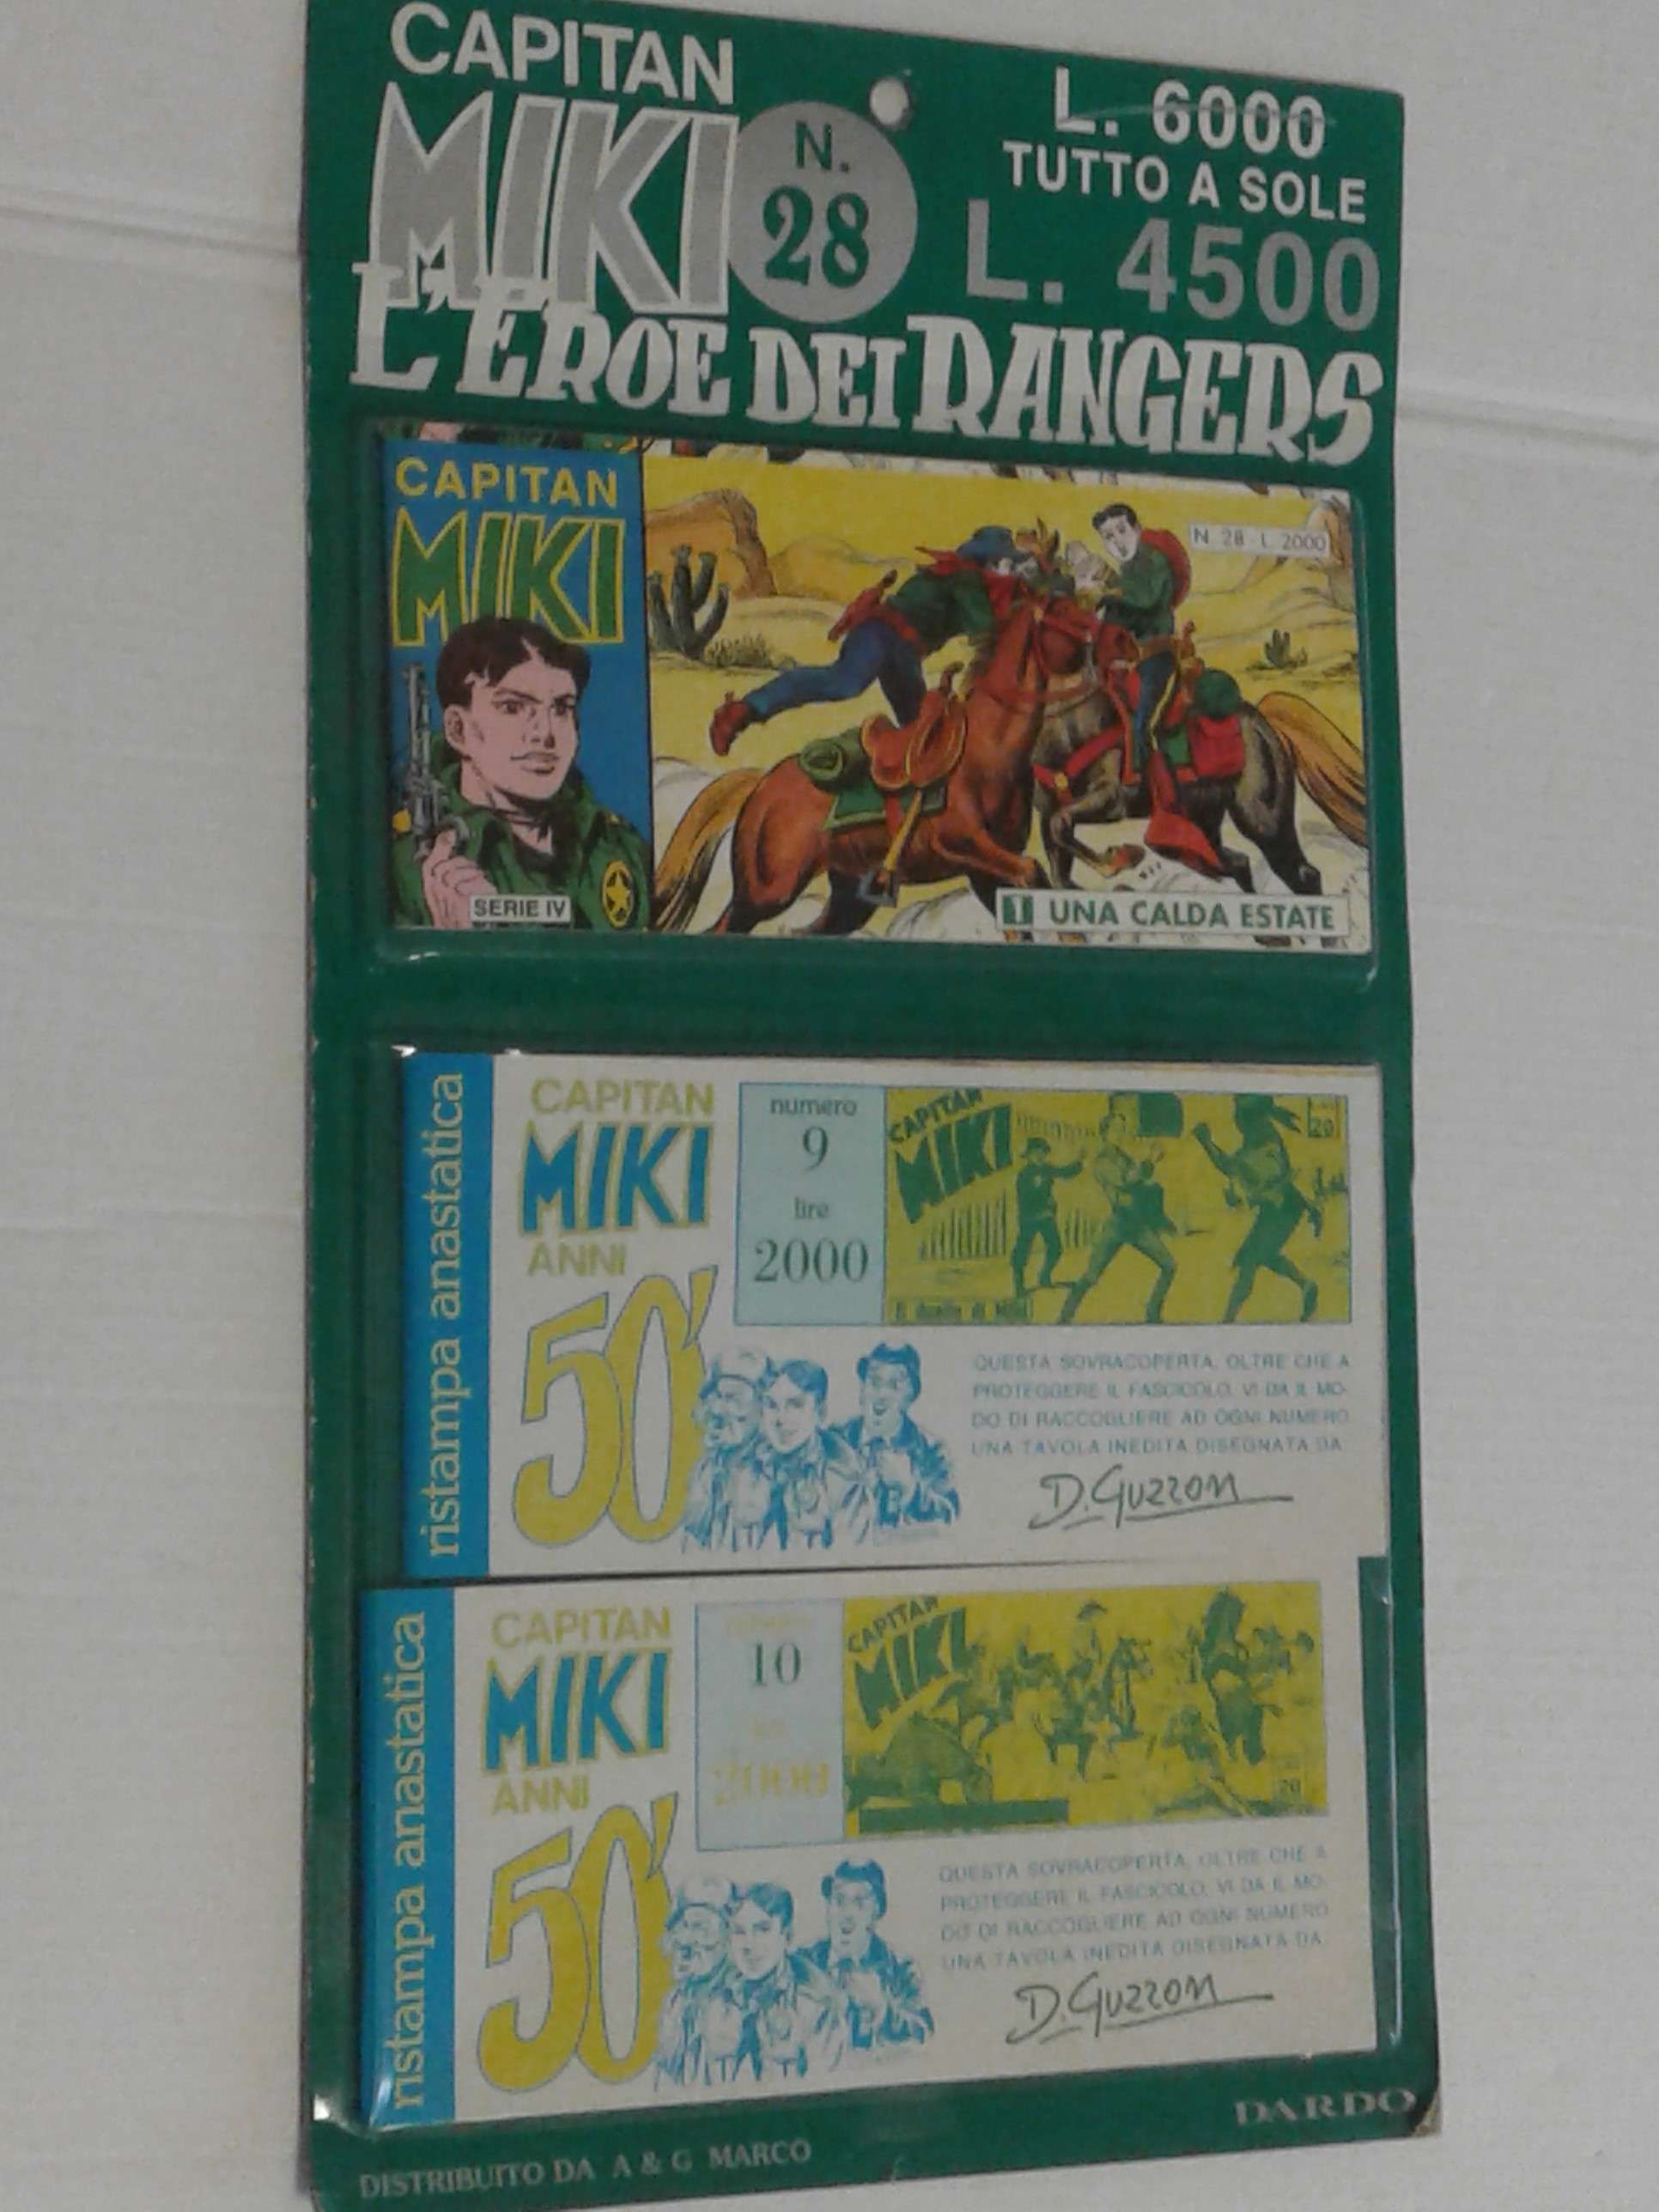 CAPITAN
MIKI
N.
28
L. 6000
TUTTO A SOLE
L. 4500
L'EROE DEI RANGERS
CAPITAN
MIKI
SERIE IV
N. 28 - L. 2000
1 UNA CALDA ESTATE
ristampa anastatica
CAPITAN
MIKI
ANNI
50'
numero
9
lire
2000
CAPITAN
MIKI
20
QUESTA SOVRACOPERTA, OLTRE CHE A
PROTEGGERE IL FASCICOLO, VI DA IL MO-
DO DI RACCOGLIERE AD OGNI NUMERO
UNA TAVOLA INEDITA DISEGNATA DA
D. Guzzon
ristampa anastatica
CAPITAN
MIKI
ANNI
50'
10
2000
CAPITAN
MIKI
20
QUESTA SOVRACOPERTA, OLTRE CHE A
PROTEGGERE IL FASCICOLO, VI DA IL MO-
DO DI RACCOGLIERE AD OGNI NUMERO
UNA TAVOLA INEDITA DISEGNATA DA
D. Guzzon
DARDO
DISTRIBUITO DA A & G MARCO